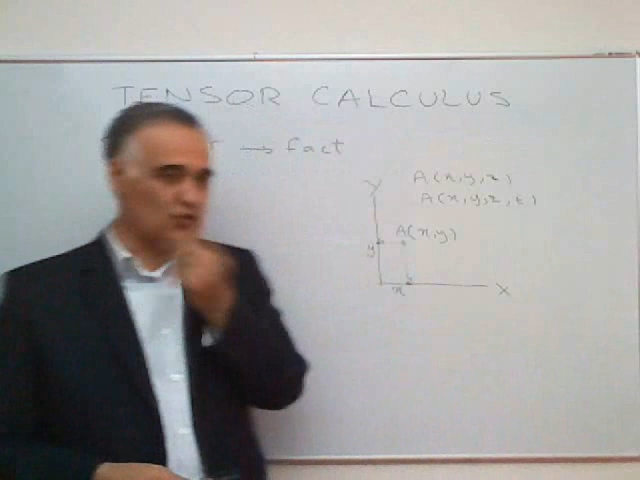 TENSOR CALCULUS
→ fact
Y
A(x,y,z)
A(x,y,z,t)
A(x,y)
y
x
X